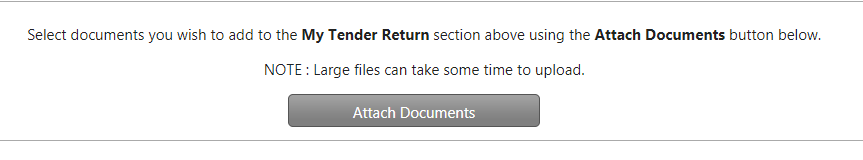 Select documents you wish to add to the My Tender Return section above using the Attach Documents button below.
NOTE : Large files can take some time to upload.
Attach Documents